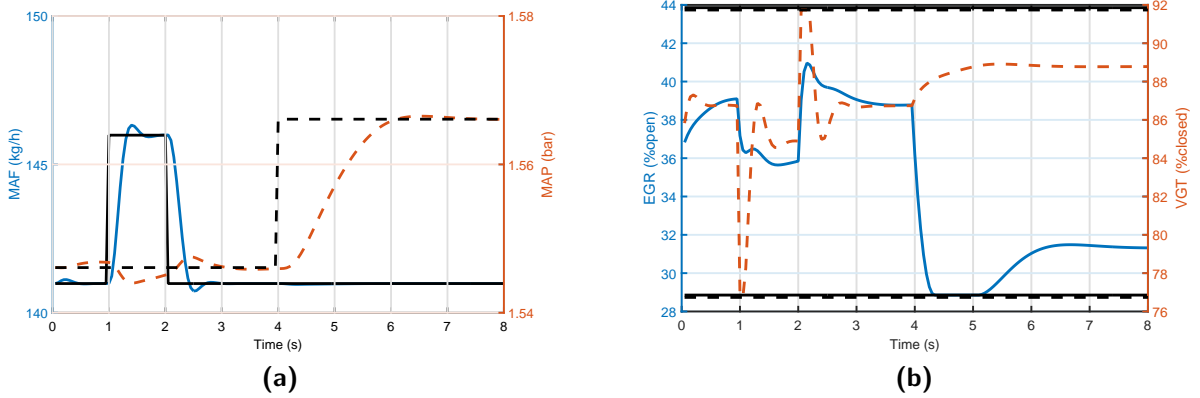 150
145
140
MAF (kg/h)
1.58
1.56
1.54
MAP (bar)
0 1 2 3 4 5 6 7 8
Time (s)
(a)
44
42
40
38
36
34
32
30
28
EGR (%open)
92
90
88
86
84
82
80
78
76
VGT (%closed)
0 1 2 3 4 5 6 7 8
Time (s)
(b)